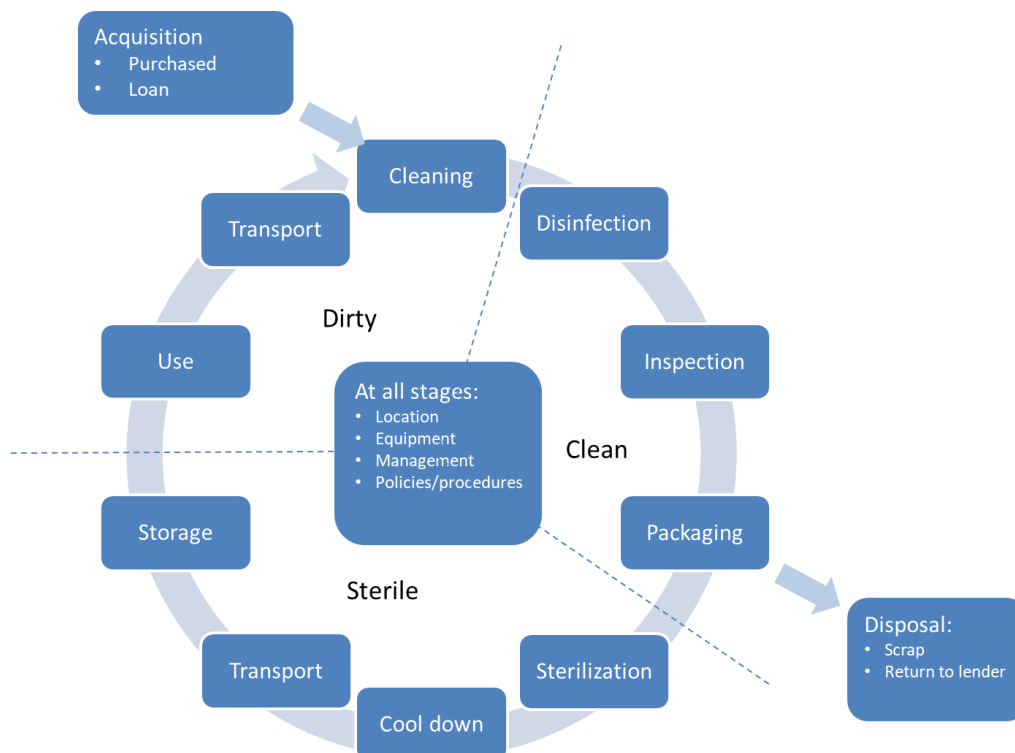 Acquisition
• Purchased
• Loan
Cleaning
Disinfection
Inspection
Packaging
Disposal:
• Scrap
• Return to lender
Sterilization
Cool down
Transport
Storage
Use
Transport
Dirty
Clean
Sterile
At all stages:
• Location
• Equipment
• Management
• Policies/procedures